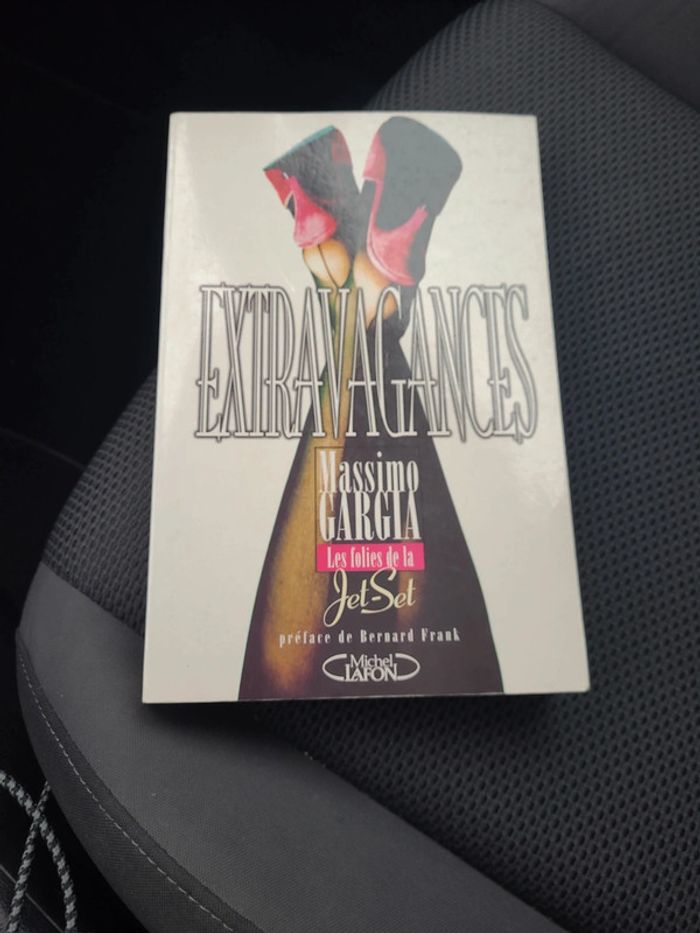 EXTRAVAGANCES
Massimo
GARGIA
Les folies de la
Jet-Set
préface de Bernard Frank
Michel
LAFON